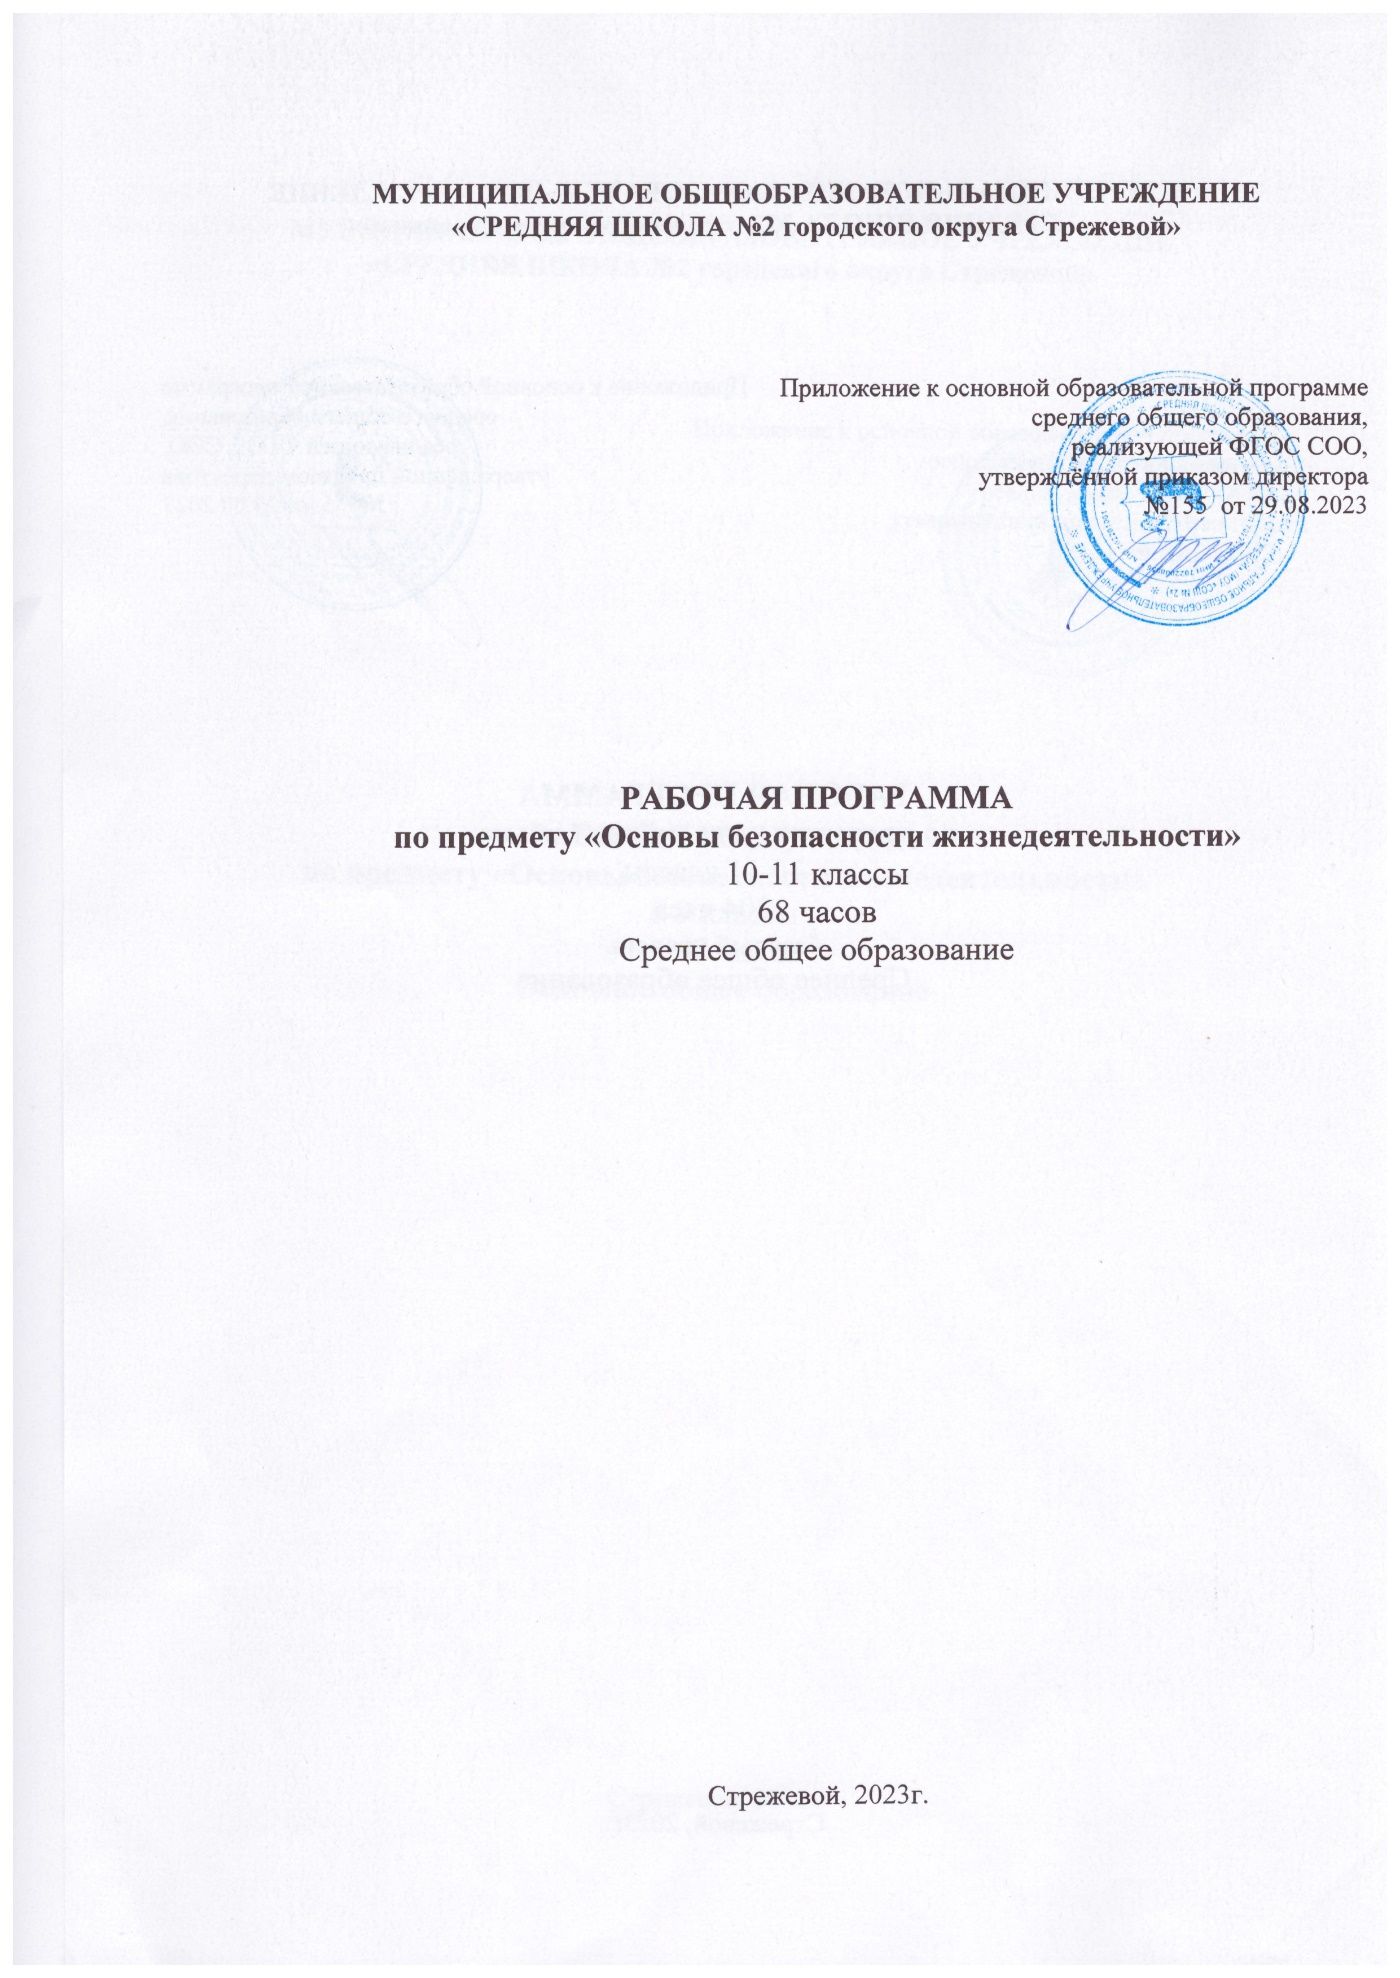 МУНИЦИПАЛЬНОЕ ОБЩЕОБРАЗОВАТЕЛЬНОЕ УЧРЕЖДЕНИЕ
«СРЕДНЯЯ ШКОЛА №2 городского округа Стрежевой»
Приложение к основной образовательной программе
среднего общего образования,
реализующей ФГОС СОО,
утверждённой приказом директора
№155 от 29.08.2023
РАБОЧАЯ ПРОГРАММА
по предмету «Основы безопасности жизнедеятельности»
10-11 классы
68 часов
Среднее общее образование
Стрежевой, 2023г.